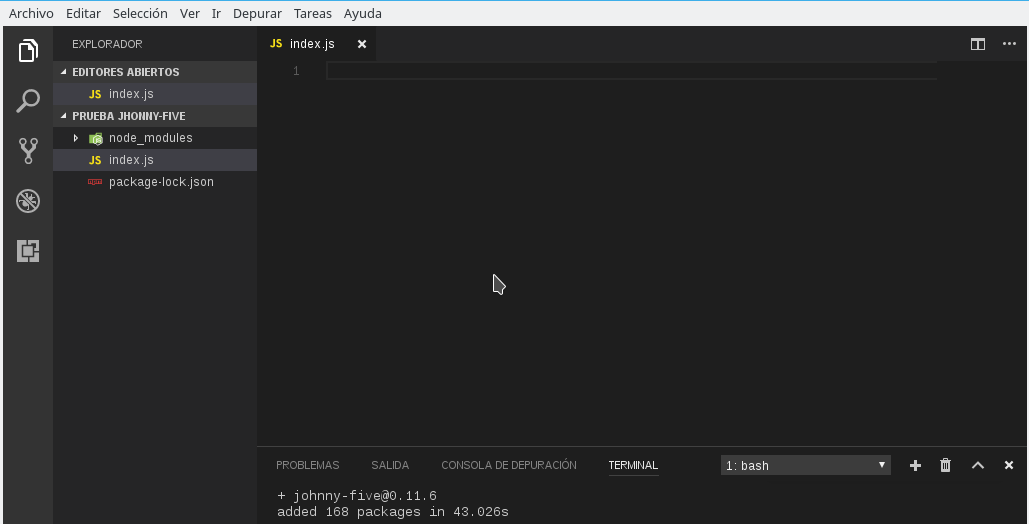 Archivo Editar Selección Ver Ir Depurar Tareas Ayuda
EXPLORADOR
EDITORES ABIERTOS
JS index.js
PRUEBA JHONNY-FIVE
node_modules
JS index.js
package-lock.json
JS index.js
1
PROBLEMAS SALIDA CONSOLA DE DEPURACIÓN TERMINAL 1: bash
+ johnny-five@0.11.6
added 168 packages in 43.026s